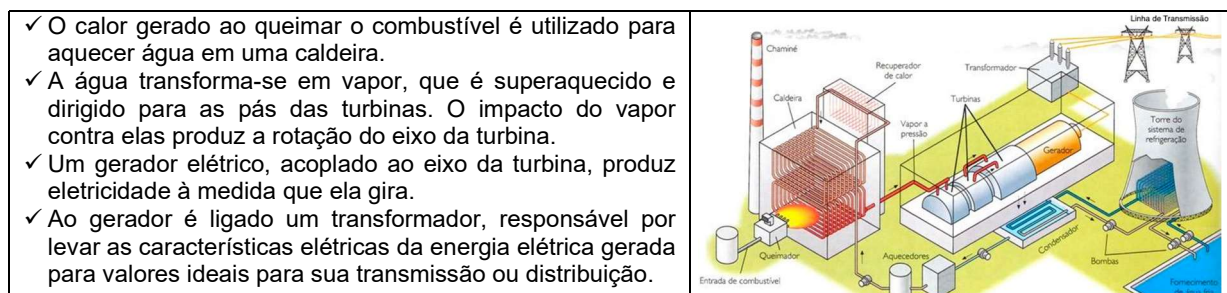 ✓ O calor gerado ao queimar o combustível é utilizado para
aquecer água em uma caldeira.
✓ A água transforma-se em vapor, que é superaquecido e
dirigido para as pás das turbinas. O impacto do vapor
contra elas produz a rotação do eixo da turbina.
✓ Um gerador elétrico, acoplado ao eixo da turbina, produz
eletricidade à medida que ela gira.
✓ Ao gerador é ligado um transformador, responsável por
levar as características elétricas da energia elétrica gerada
para valores ideais para sua transmissão ou distribuição.
Linha de Transmissão
Chaminé
Recuperador
de calor
Transformador
Caldeira
Turbinas
Vapor a
pressão
Torre do
sistema de
refrigeração
Gerador
Condensador
Bombas
Queimador
Aquecedores
Entrada de combustível
Fornecimento